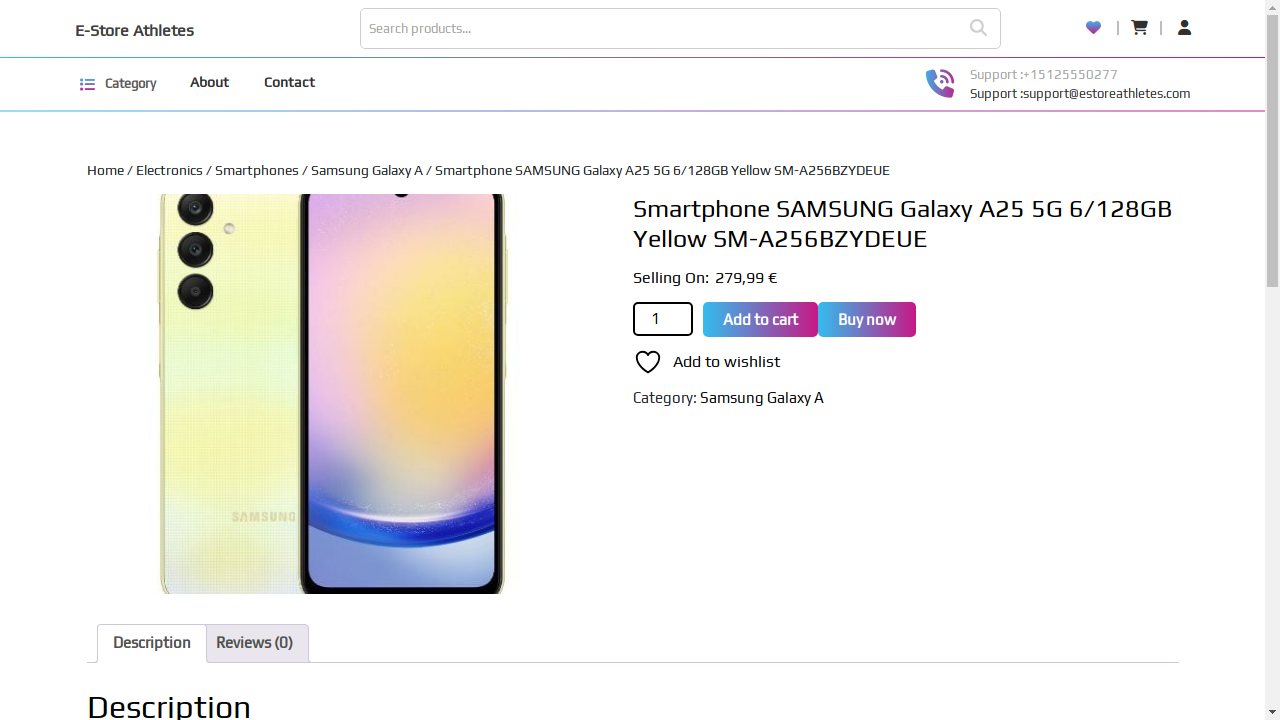 E-Store Athletes
Search products...
Category
About
Contact
Support :+15125550277
Support :support@estoreathletes.com
Home / Electronics / Smartphones / Samsung Galaxy A / Smartphone SAMSUNG Galaxy A25 5G 6/128GB Yellow SM-A256BZYDEUE
SAMSUNG
Smartphone SAMSUNG Galaxy A25 5G 6/128GB
Yellow SM-A256BZYDEUE
Selling On: 279,99 €
1
Add to cart
Buy now
Add to wishlist
Category: Samsung Galaxy A
Description
Reviews (0)
Description